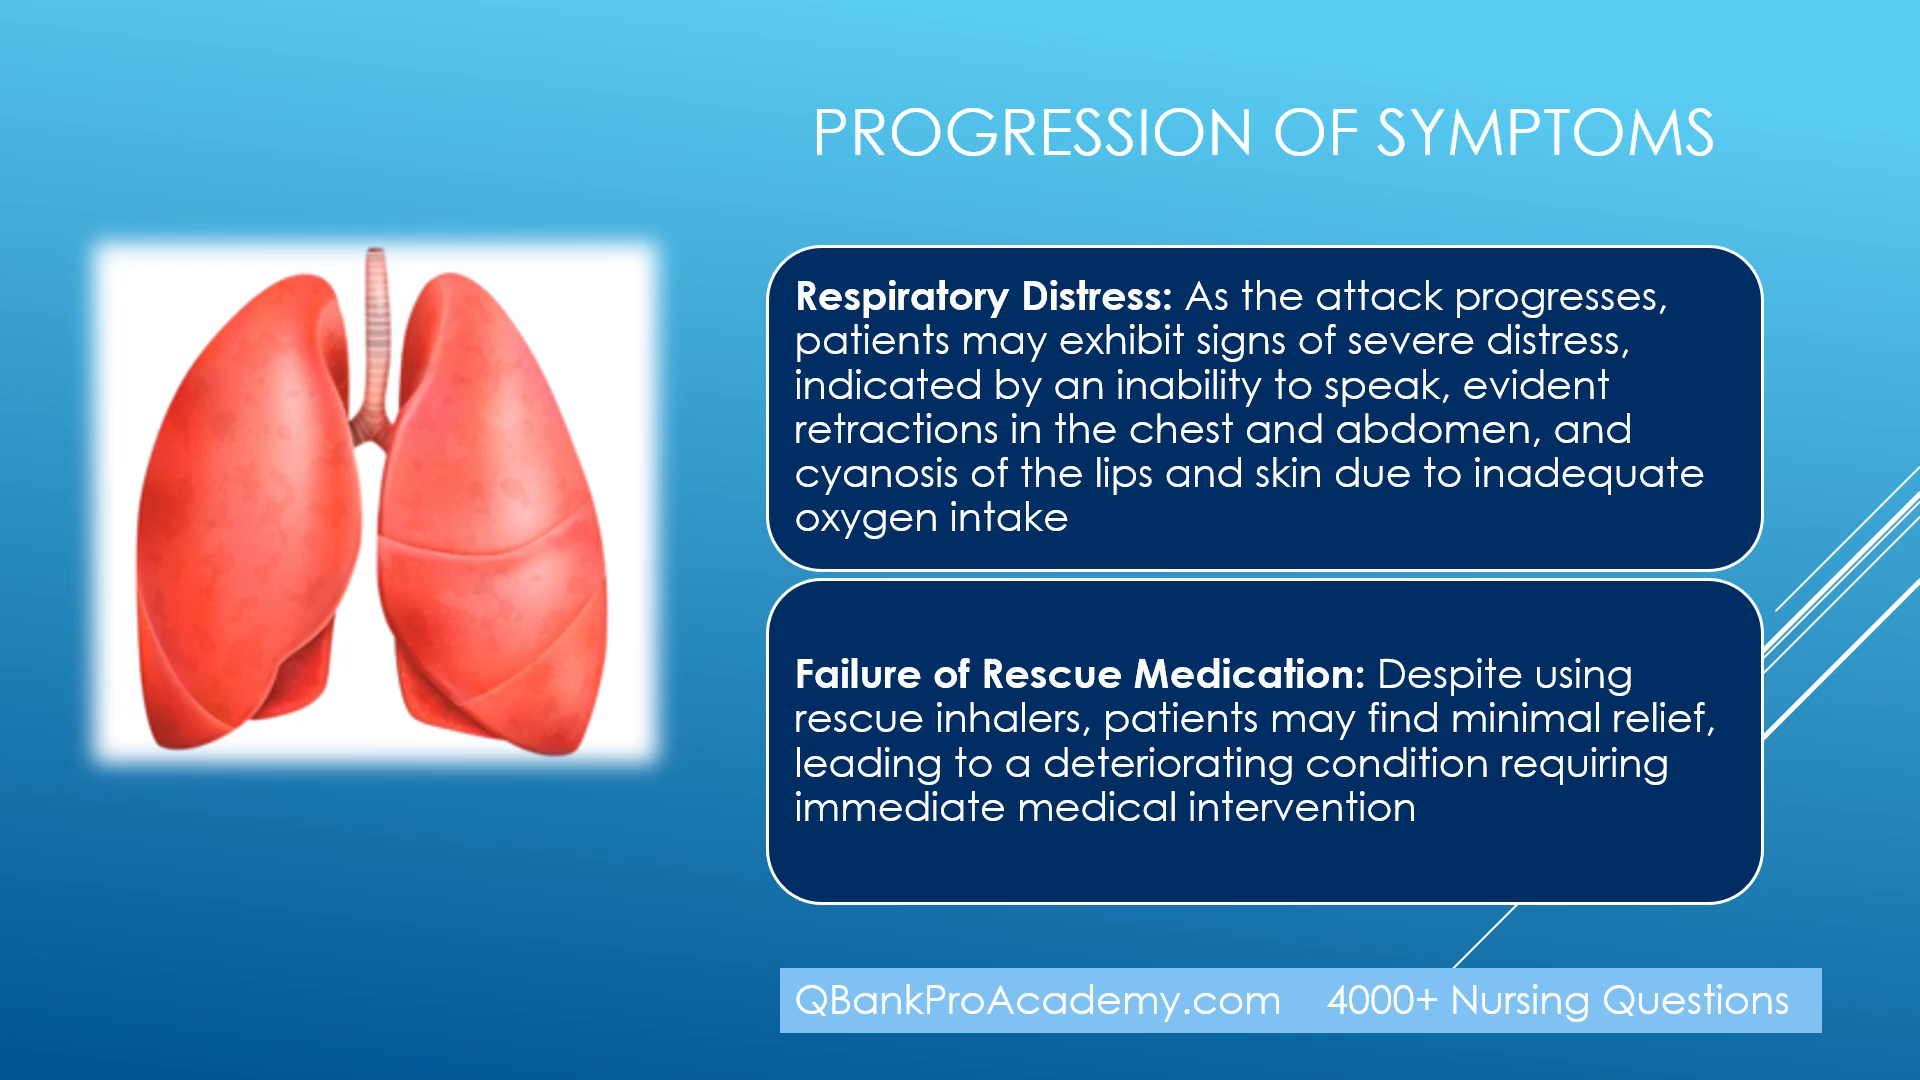 PROGRESSION OF SYMPTOMS
Respiratory Distress: As the attack progresses,
patients may exhibit signs of severe distress,
indicated by an inability to speak, evident
retractions in the chest and abdomen, and
cyanosis of the lips and skin due to inadequate
oxygen intake
Failure of Rescue Medication: Despite using
rescue inhalers, patients may find minimal relief,
leading to a deteriorating condition requiring
immediate medical intervention
QBankProAcademy.com 4000+ Nursing Questions